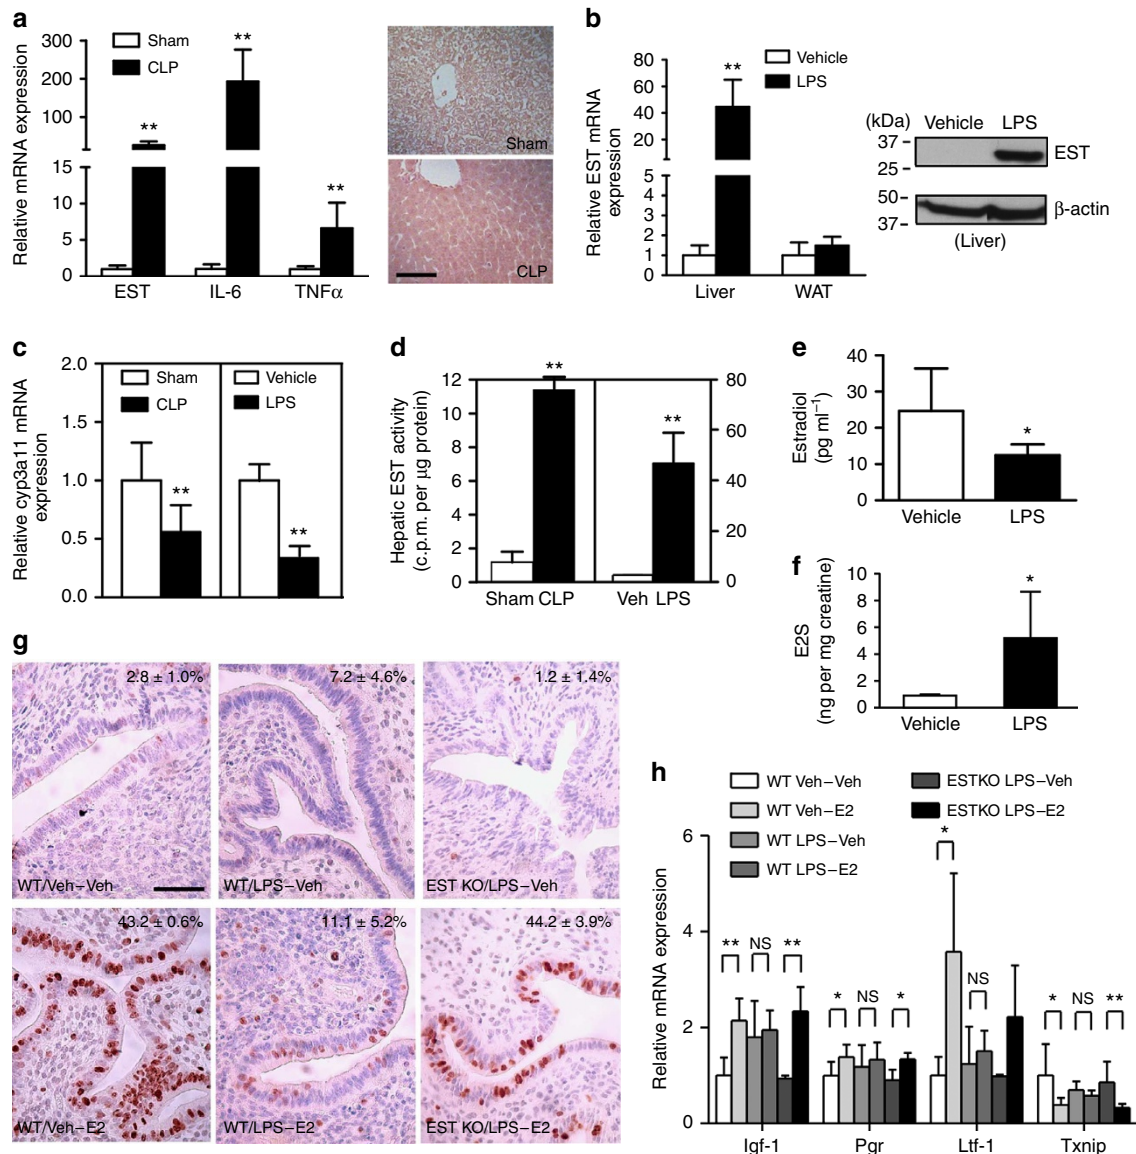 a
Relative mRNA expression
300
200
100
15
10
5
0
Sham
CLP
**
**
**
EST
IL-6
TNFα
Sham
CLP
b
Relative EST mRNA
expression
80
60
40
20
5
4
3
2
1
0
Vehicle
LPS
**
Liver
WAT
(kDa)
Vehicle
LPS
37
25
EST
50
37
β-actin
(Liver)
c
Relative cyp3a11 mRNA
expression
2.0
1.5
1.0
0.5
0.0
Sham
CLP
Vehicle
LPS
**
**
d
Hepatic EST activity
(c.p.m. per μg protein)
12
10
8
6
4
2
0
80
60
40
20
0
**
**
Sham CLP
Veh LPS
e
Estradiol
(pg ml⁻¹)
40
30
20
10
0
*
Vehicle
LPS
f
E2S
(ng per mg creatine)
10
8
6
4
2
0
*
Vehicle
LPS
g
2.8 ± 1.0%
WT/Veh–Veh
7.2 ± 4.6%
WT/LPS–Veh
1.2 ± 1.4%
EST KO/LPS–Veh
43.2 ± 0.6%
WT/Veh–E2
11.1 ± 5.2%
WT/LPS–E2
44.2 ± 3.9%
EST KO/LPS–E2
h
WT Veh–Veh
WT Veh–E2
WT LPS–Veh
WT LPS–E2
ESTKO LPS–Veh
ESTKO LPS–E2
Relative mRNA expression
6
4
2
0
** NS **
* NS *
* NS
* NS **
Igf-1
Pgr
Ltf-1
Txnip